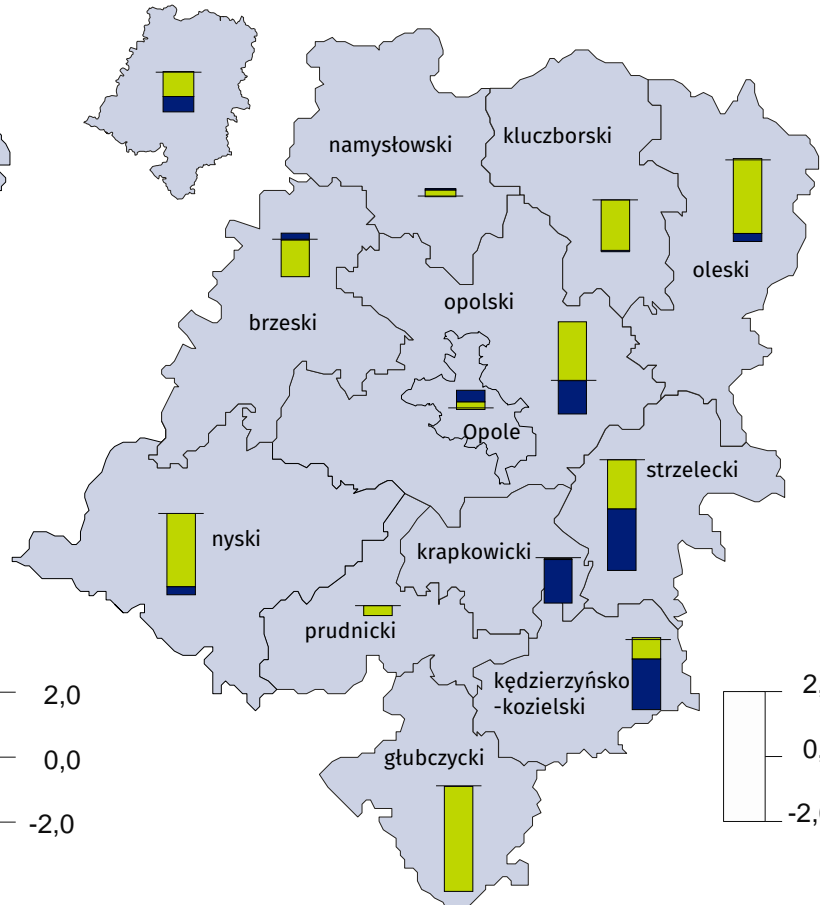 namysłowski
kluczborski
oleski
opolski
brzeski
Opole
strzelecki
nyski
krapkowicki
prudnicki
kędzierzyńsko
-kozielski
głubczycki
2,0
0,0
-2,0